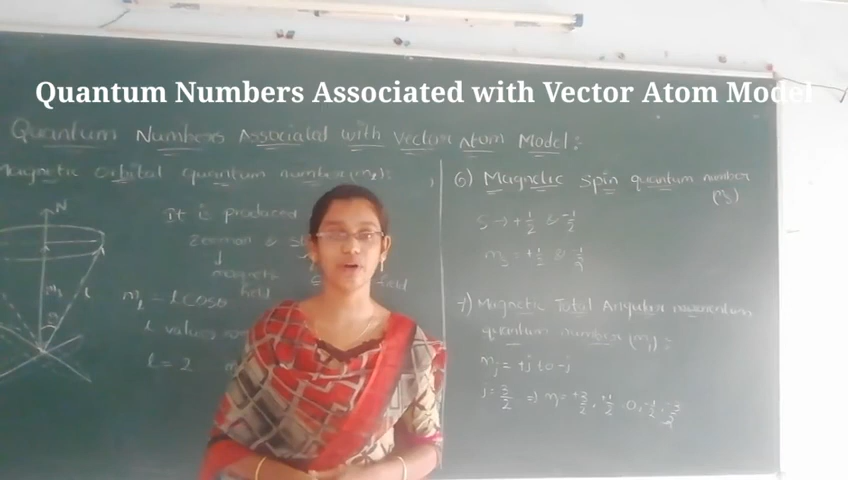 Quantum Numbers Associated with Vector Atom Model
Quantum Numbers Associated with Vector Atom Model :-
Magnetic orbital quantum number (mₗ) :
N
It is produced
Zeeman &
↓
magnetic
field
field
mₗ = l cosθ
l values
l = 2
l
6) Magnetic spin quantum number
(mₛ)
S → +1/2 & -1/2
mₛ = +1/2 & -1/2
7) Magnetic Total Angular momentum
quantum number (mⱼ) :
mⱼ = +j to -j
j = 3/2 ⇒ m = +3/2, +1/2, 0, -1/2, -3/2